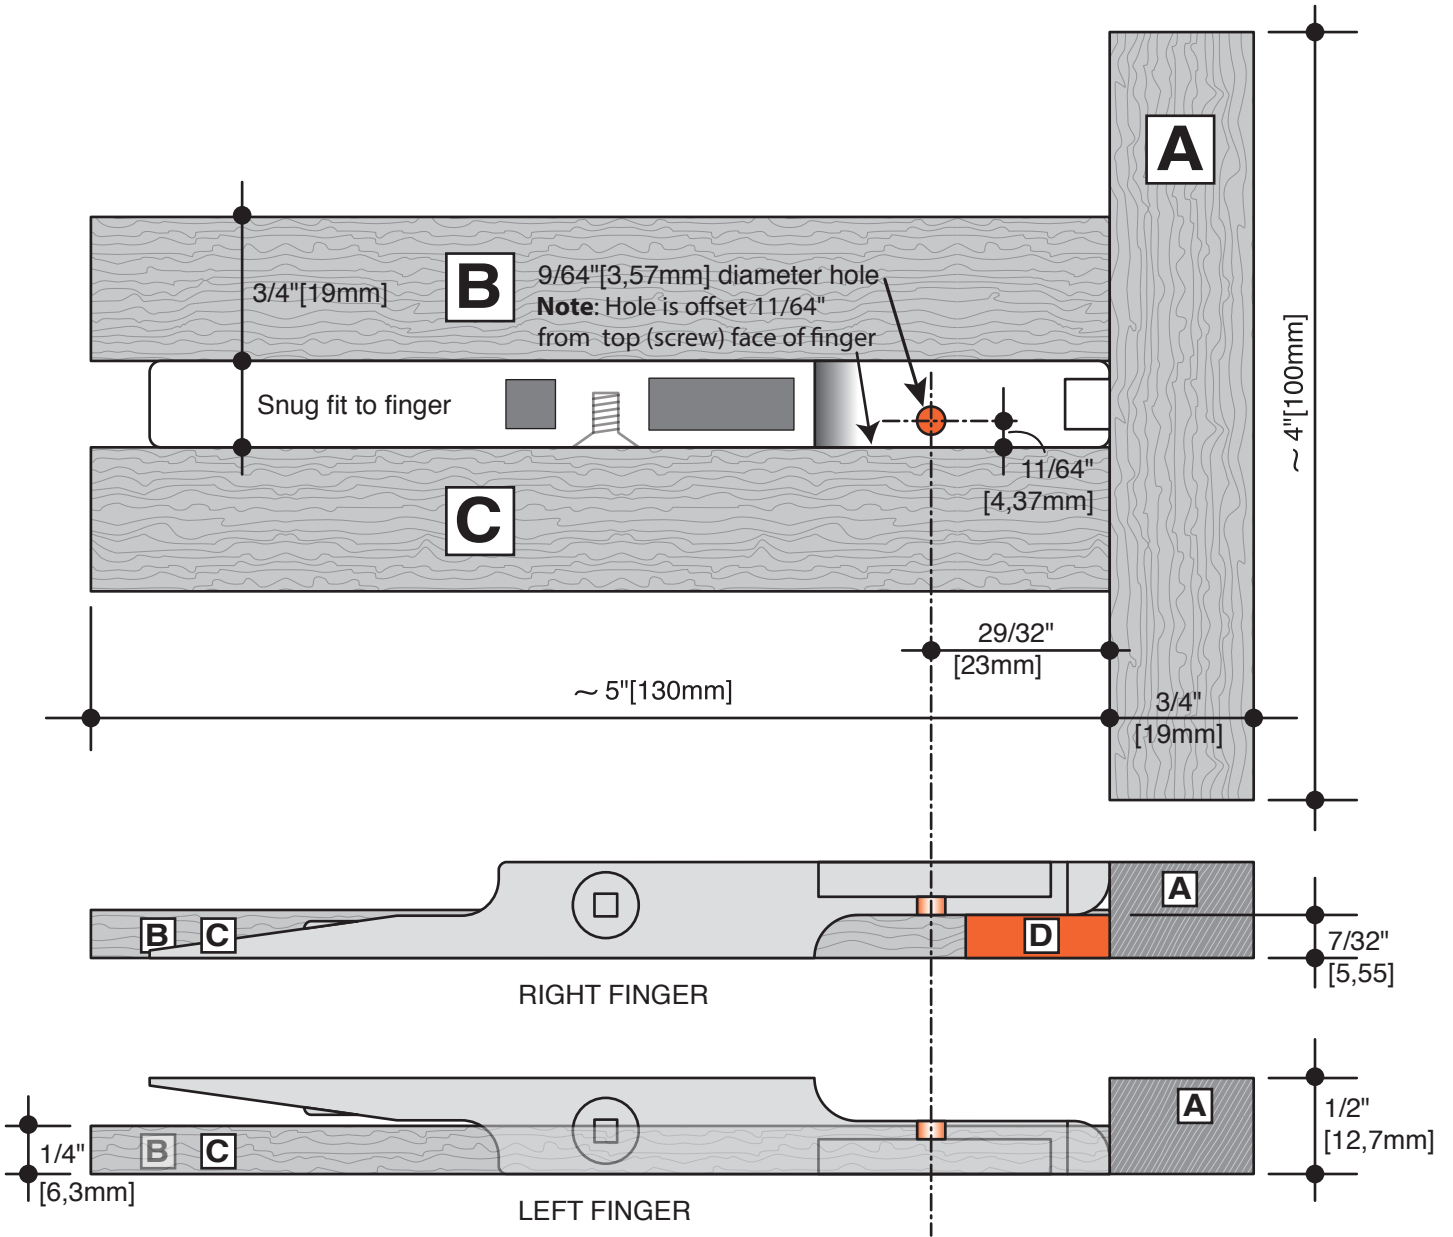 A
B
9/64"[3,57mm] diameter hole
3/4"[19mm]
Note: Hole is offset 11/64"
from  top (screw) face of finger
~ 4"[100mm]
Snug fit to finger
11/64"
[4,37mm]
C
29/32"
[23mm]
~ 5"[130mm]
3/4"
[19mm]
A
B
C
D
7/32"
[5,55]
RIGHT FINGER
A
1/2"
[12,7mm]
1/4"
B
C
[6,3mm]
LEFT FINGER